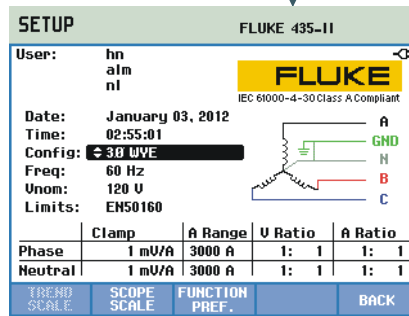 SETUP FLUKE 435-II
User: hn
alm
nl
FLUKE
IEC 61000-4-30 Class A Compliant
Date: January 03, 2012
Time: 02:55:01
Config: 3Ø WYE
Freq: 60 Hz
Vnom: 120 V
Limits: EN50160
A
GND
N
B
C
Clamp A Range V Ratio A Ratio
Phase 1 mV/A 3000 A 1: 1 1: 1
Neutral 1 mV/A 3000 A 1: 1 1: 1
TREND SCALE SCOPE SCALE FUNCTION PREF. BACK